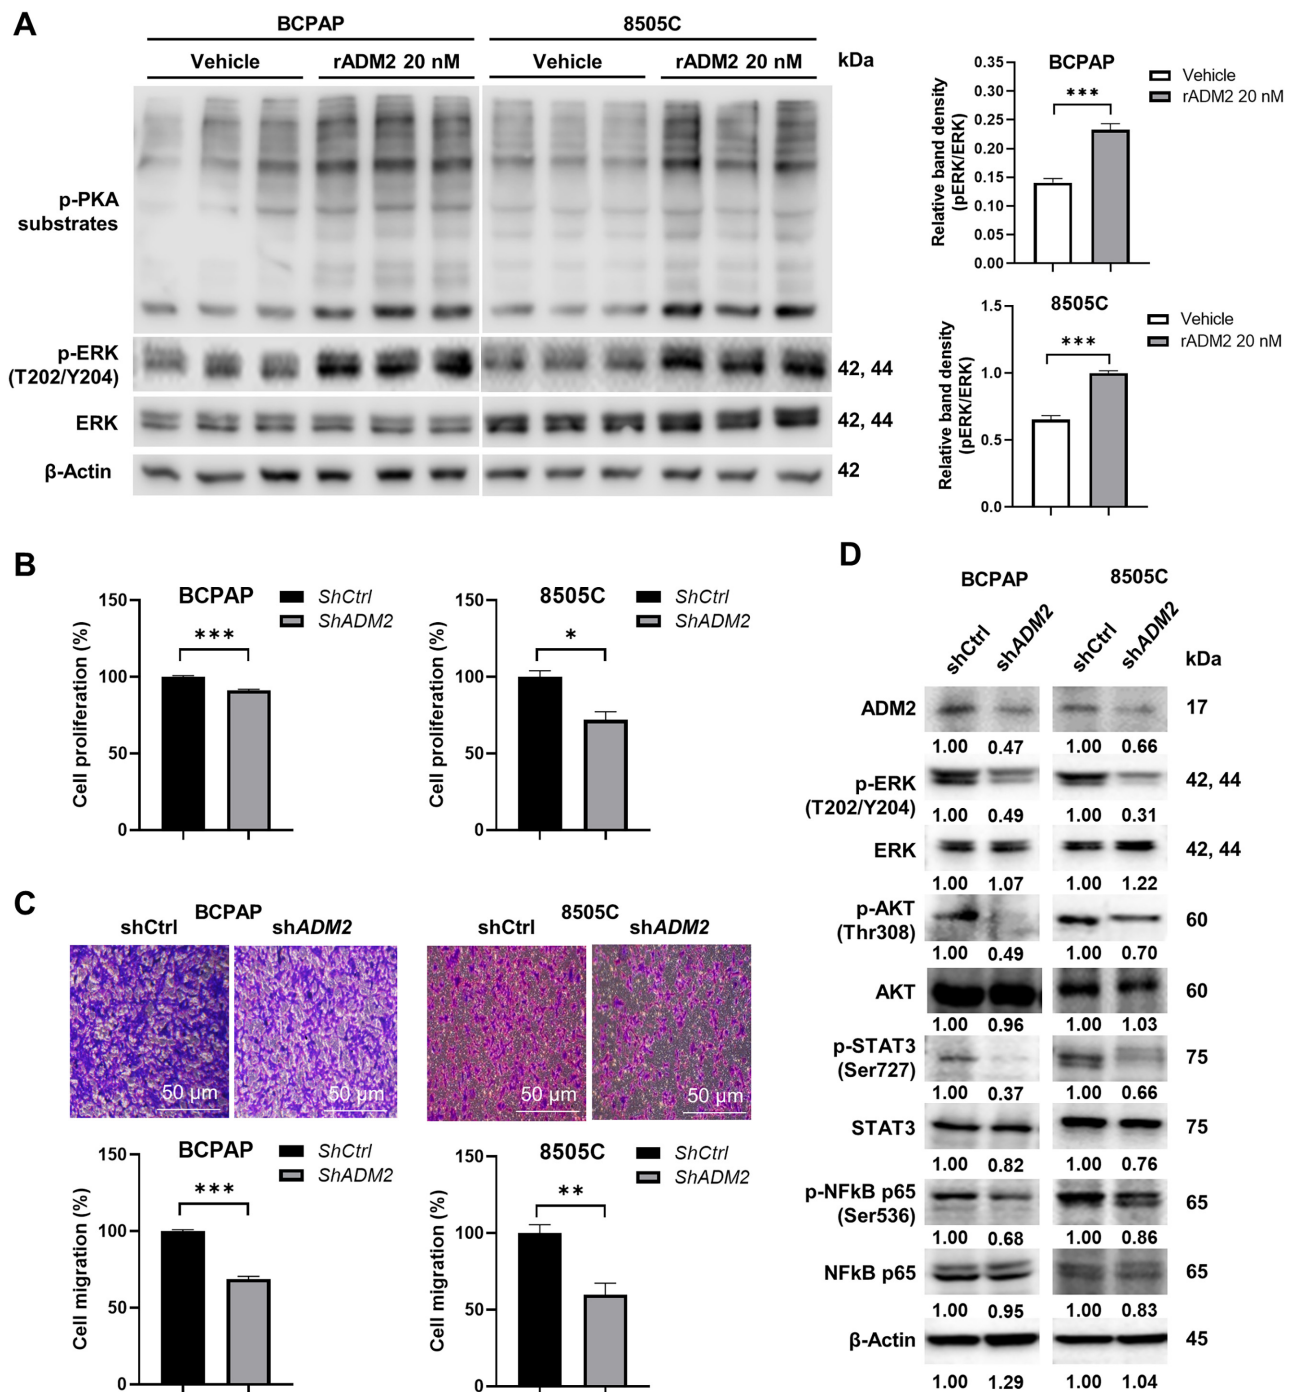 A
BCPAP
8505C
Vehicle
rADM2 20 nM
Vehicle
rADM2 20 nM
kDa
p-PKA
substrates
p-ERK
(T202/Y204)
42, 44
ERK
42, 44
β-Actin
42
BCPAP
Vehicle
rADM2 20 nM
***
Relative band density
(pERK/ERK)
0.35
0.30
0.25
0.20
0.15
0.10
0.05
0.00
8505C
Vehicle
rADM2 20 nM
***
Relative band density
(pERK/ERK)
1.5
1.0
0.5
0.0
B
BCPAP
ShCtrl
ShADM2
***
Cell proliferation (%)
150
100
50
0
8505C
ShCtrl
ShADM2
*
Cell proliferation (%)
150
100
50
0
C
BCPAP
shCtrl
shADM2
8505C
shCtrl
shADM2
50 µm
50 µm
50 µm
50 µm
BCPAP
ShCtrl
ShADM2
***
Cell migration (%)
150
100
50
0
8505C
ShCtrl
ShADM2
**
Cell migration (%)
150
100
50
0
D
BCPAP
8505C
shCtrl
shADM2
shCtrl
shADM2
kDa
ADM2
17
1.00 0.47 1.00 0.66
p-ERK
(T202/Y204)
42, 44
1.00 0.49 1.00 0.31
ERK
42, 44
1.00 1.07 1.00 1.22
p-AKT
(Thr308)
60
1.00 0.49 1.00 0.70
AKT
60
1.00 0.96 1.00 1.03
p-STAT3
(Ser727)
75
1.00 0.37 1.00 0.66
STAT3
75
1.00 0.82 1.00 0.76
p-NFkB p65
(Ser536)
65
1.00 0.68 1.00 0.86
NFkB p65
65
1.00 0.95 1.00 0.83
β-Actin
45
1.00 1.29 1.00 1.04